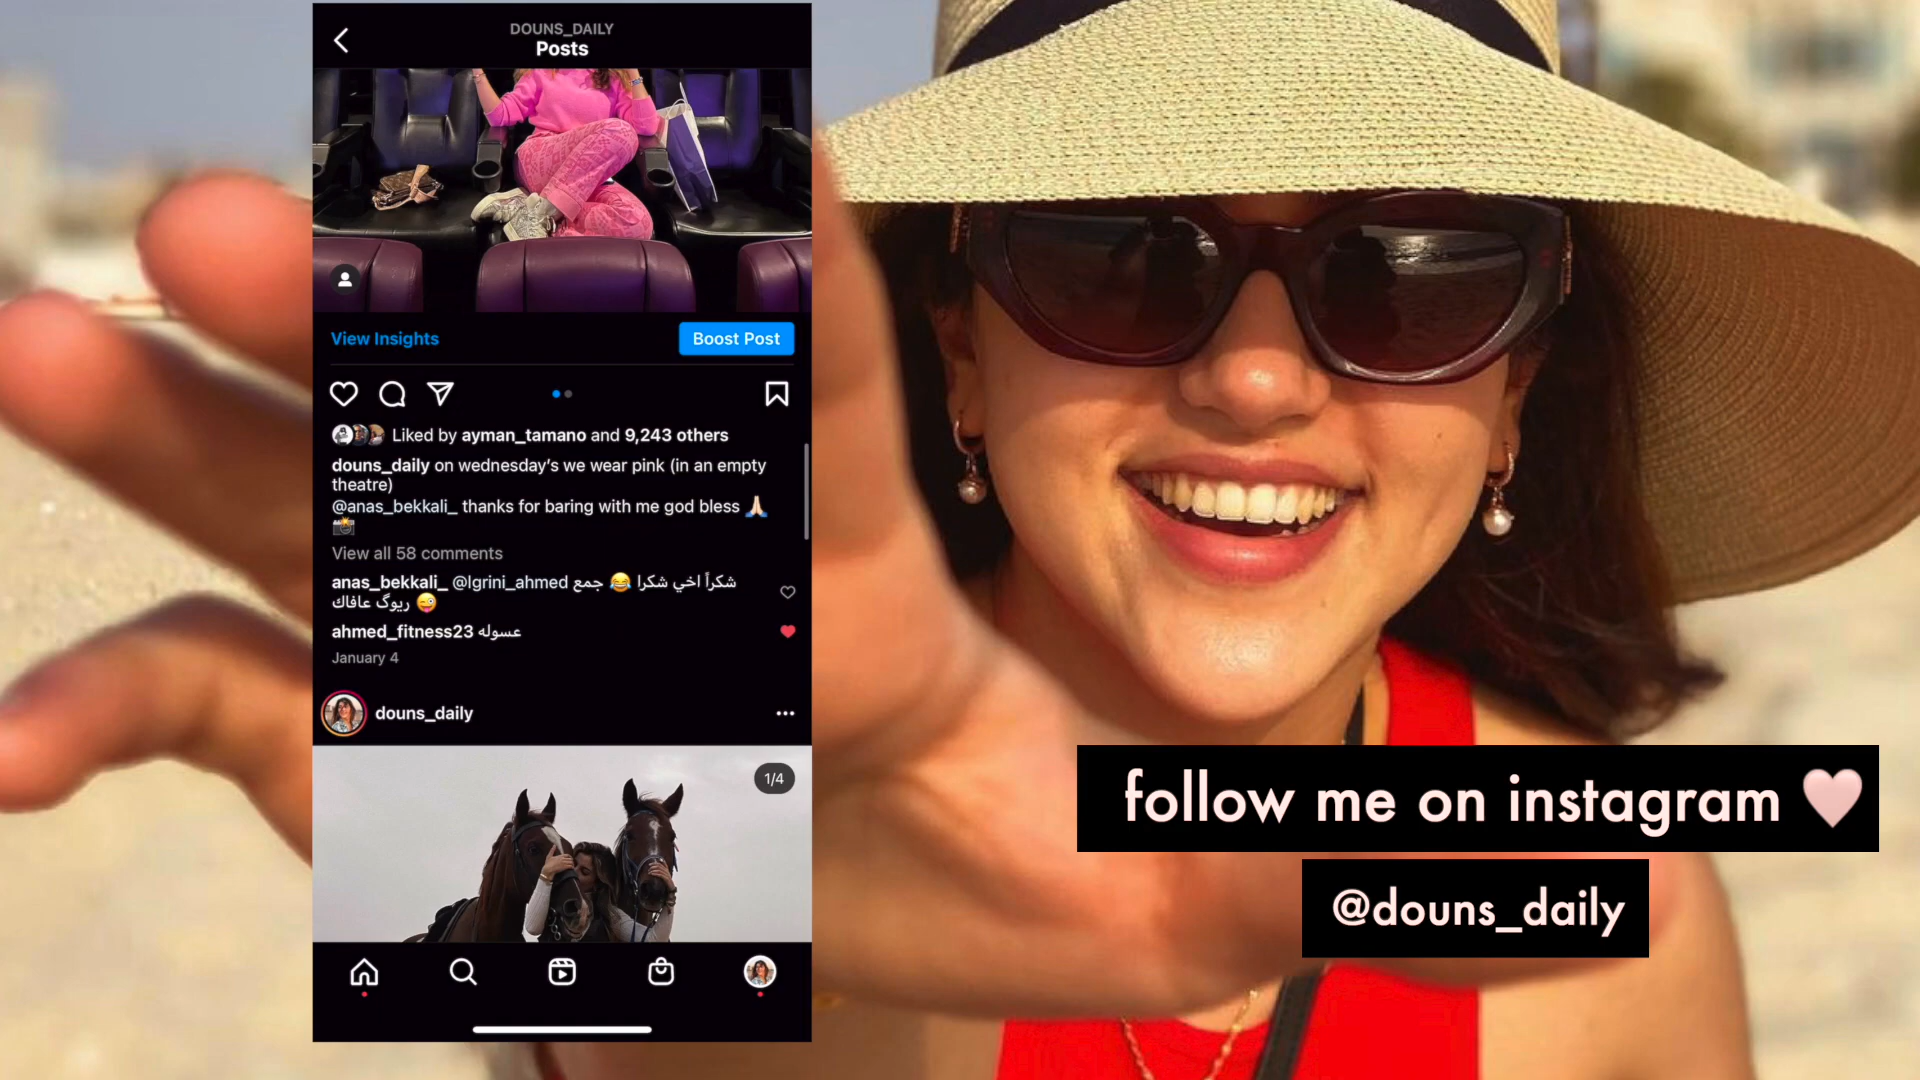 DOUNS_DAILY
Posts
View Insights
Boost Post
Liked by ayman_tamano and 9,243 others
douns_daily on wednesday's we wear pink (in an empty
theatre)
@anas_bekkali_ thanks for baring with me god bless 🙏🏻
📸
View all 58 comments
anas_bekkali_ @lgrini_ahmed شكراً اخي شكرا 😂 جمع
ريوگ عافاك 😜
ahmed_fitness23 عسوله
January 4
douns_daily
1/4
follow me on instagram 🩷
@douns_daily